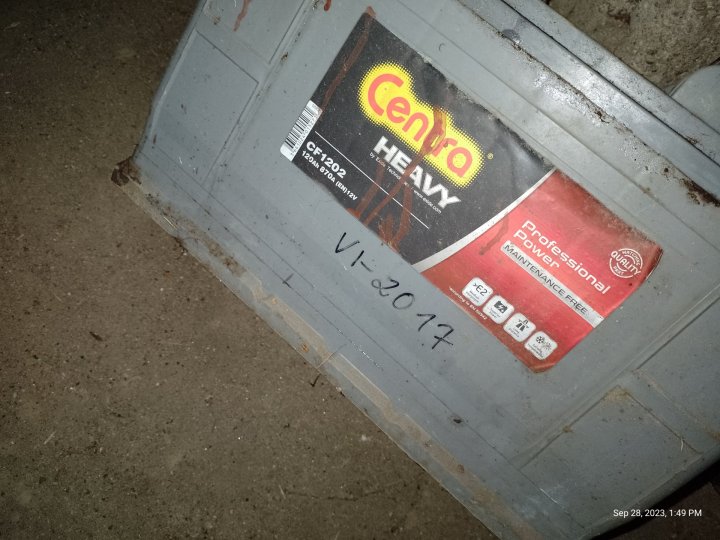 Centra
HEAVY
CF1202
120Ah 870A (EN) 12V
Professional
Power
MAINTENANCE FREE
QUALITY
>E2
VI-2017
Sep 28, 2023, 1:49 PM